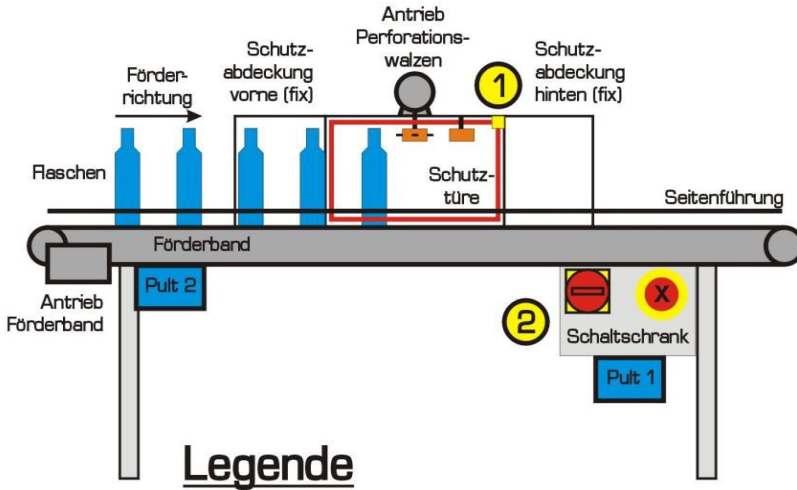 Antrieb
Perforations-
walzen
Schutz-
abdeckung
vorne (fix)
1
Schutz-
abdeckung
hinten (fix)
Förder-
richtung
Flaschen
Schutz-
türe
Seitenführung
Förderband
Pult 2
Antrieb
Förderband
2
X
Schaltschrank
Pult 1
Legende